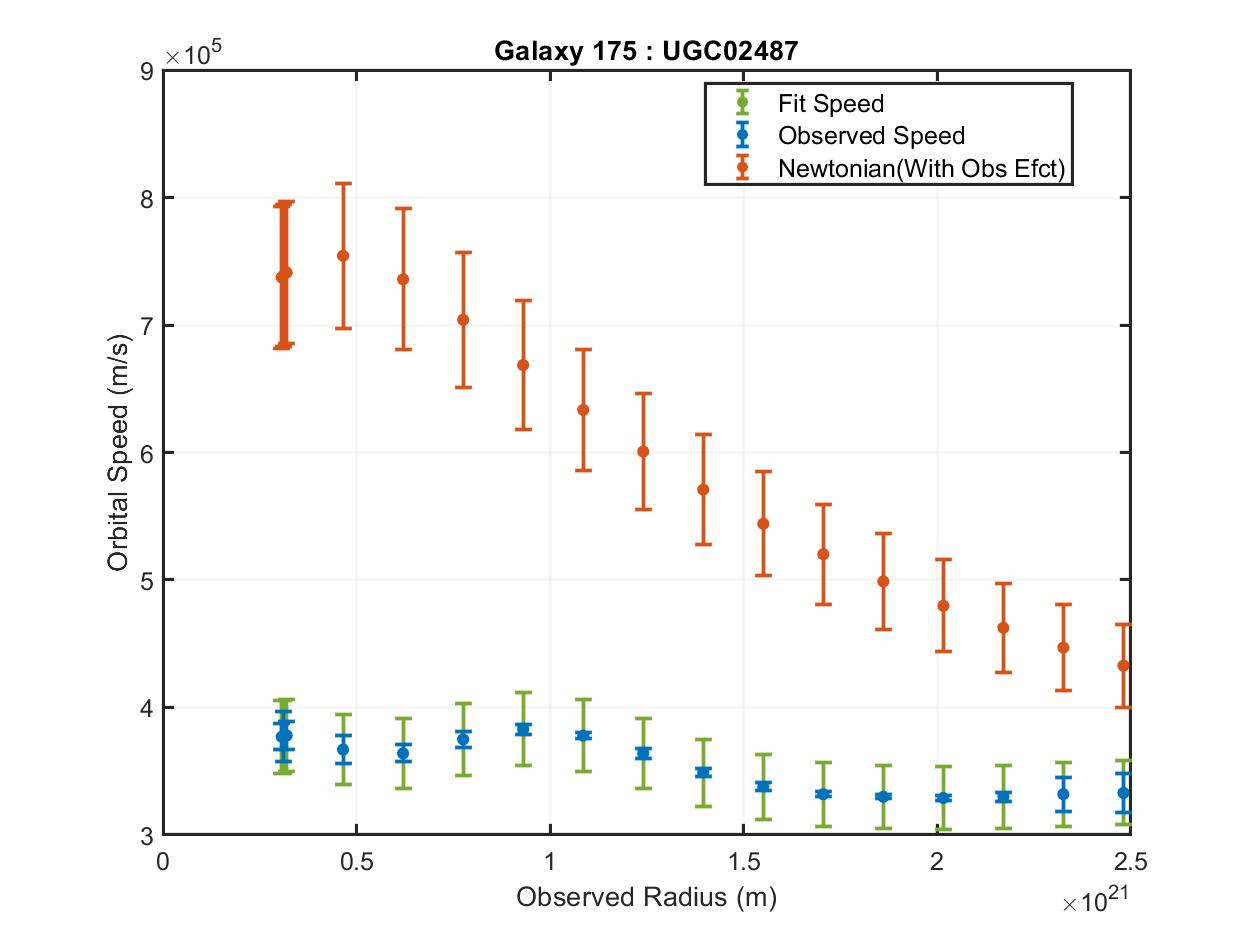 Galaxy 175 : UGC02487
×10^5
9
8
7
6
5
4
3
Orbital Speed (m/s)
Fit Speed
Observed Speed
Newtonian(With Obs Efct)
0 0.5 1 1.5 2 2.5
Observed Radius (m)
×10^21